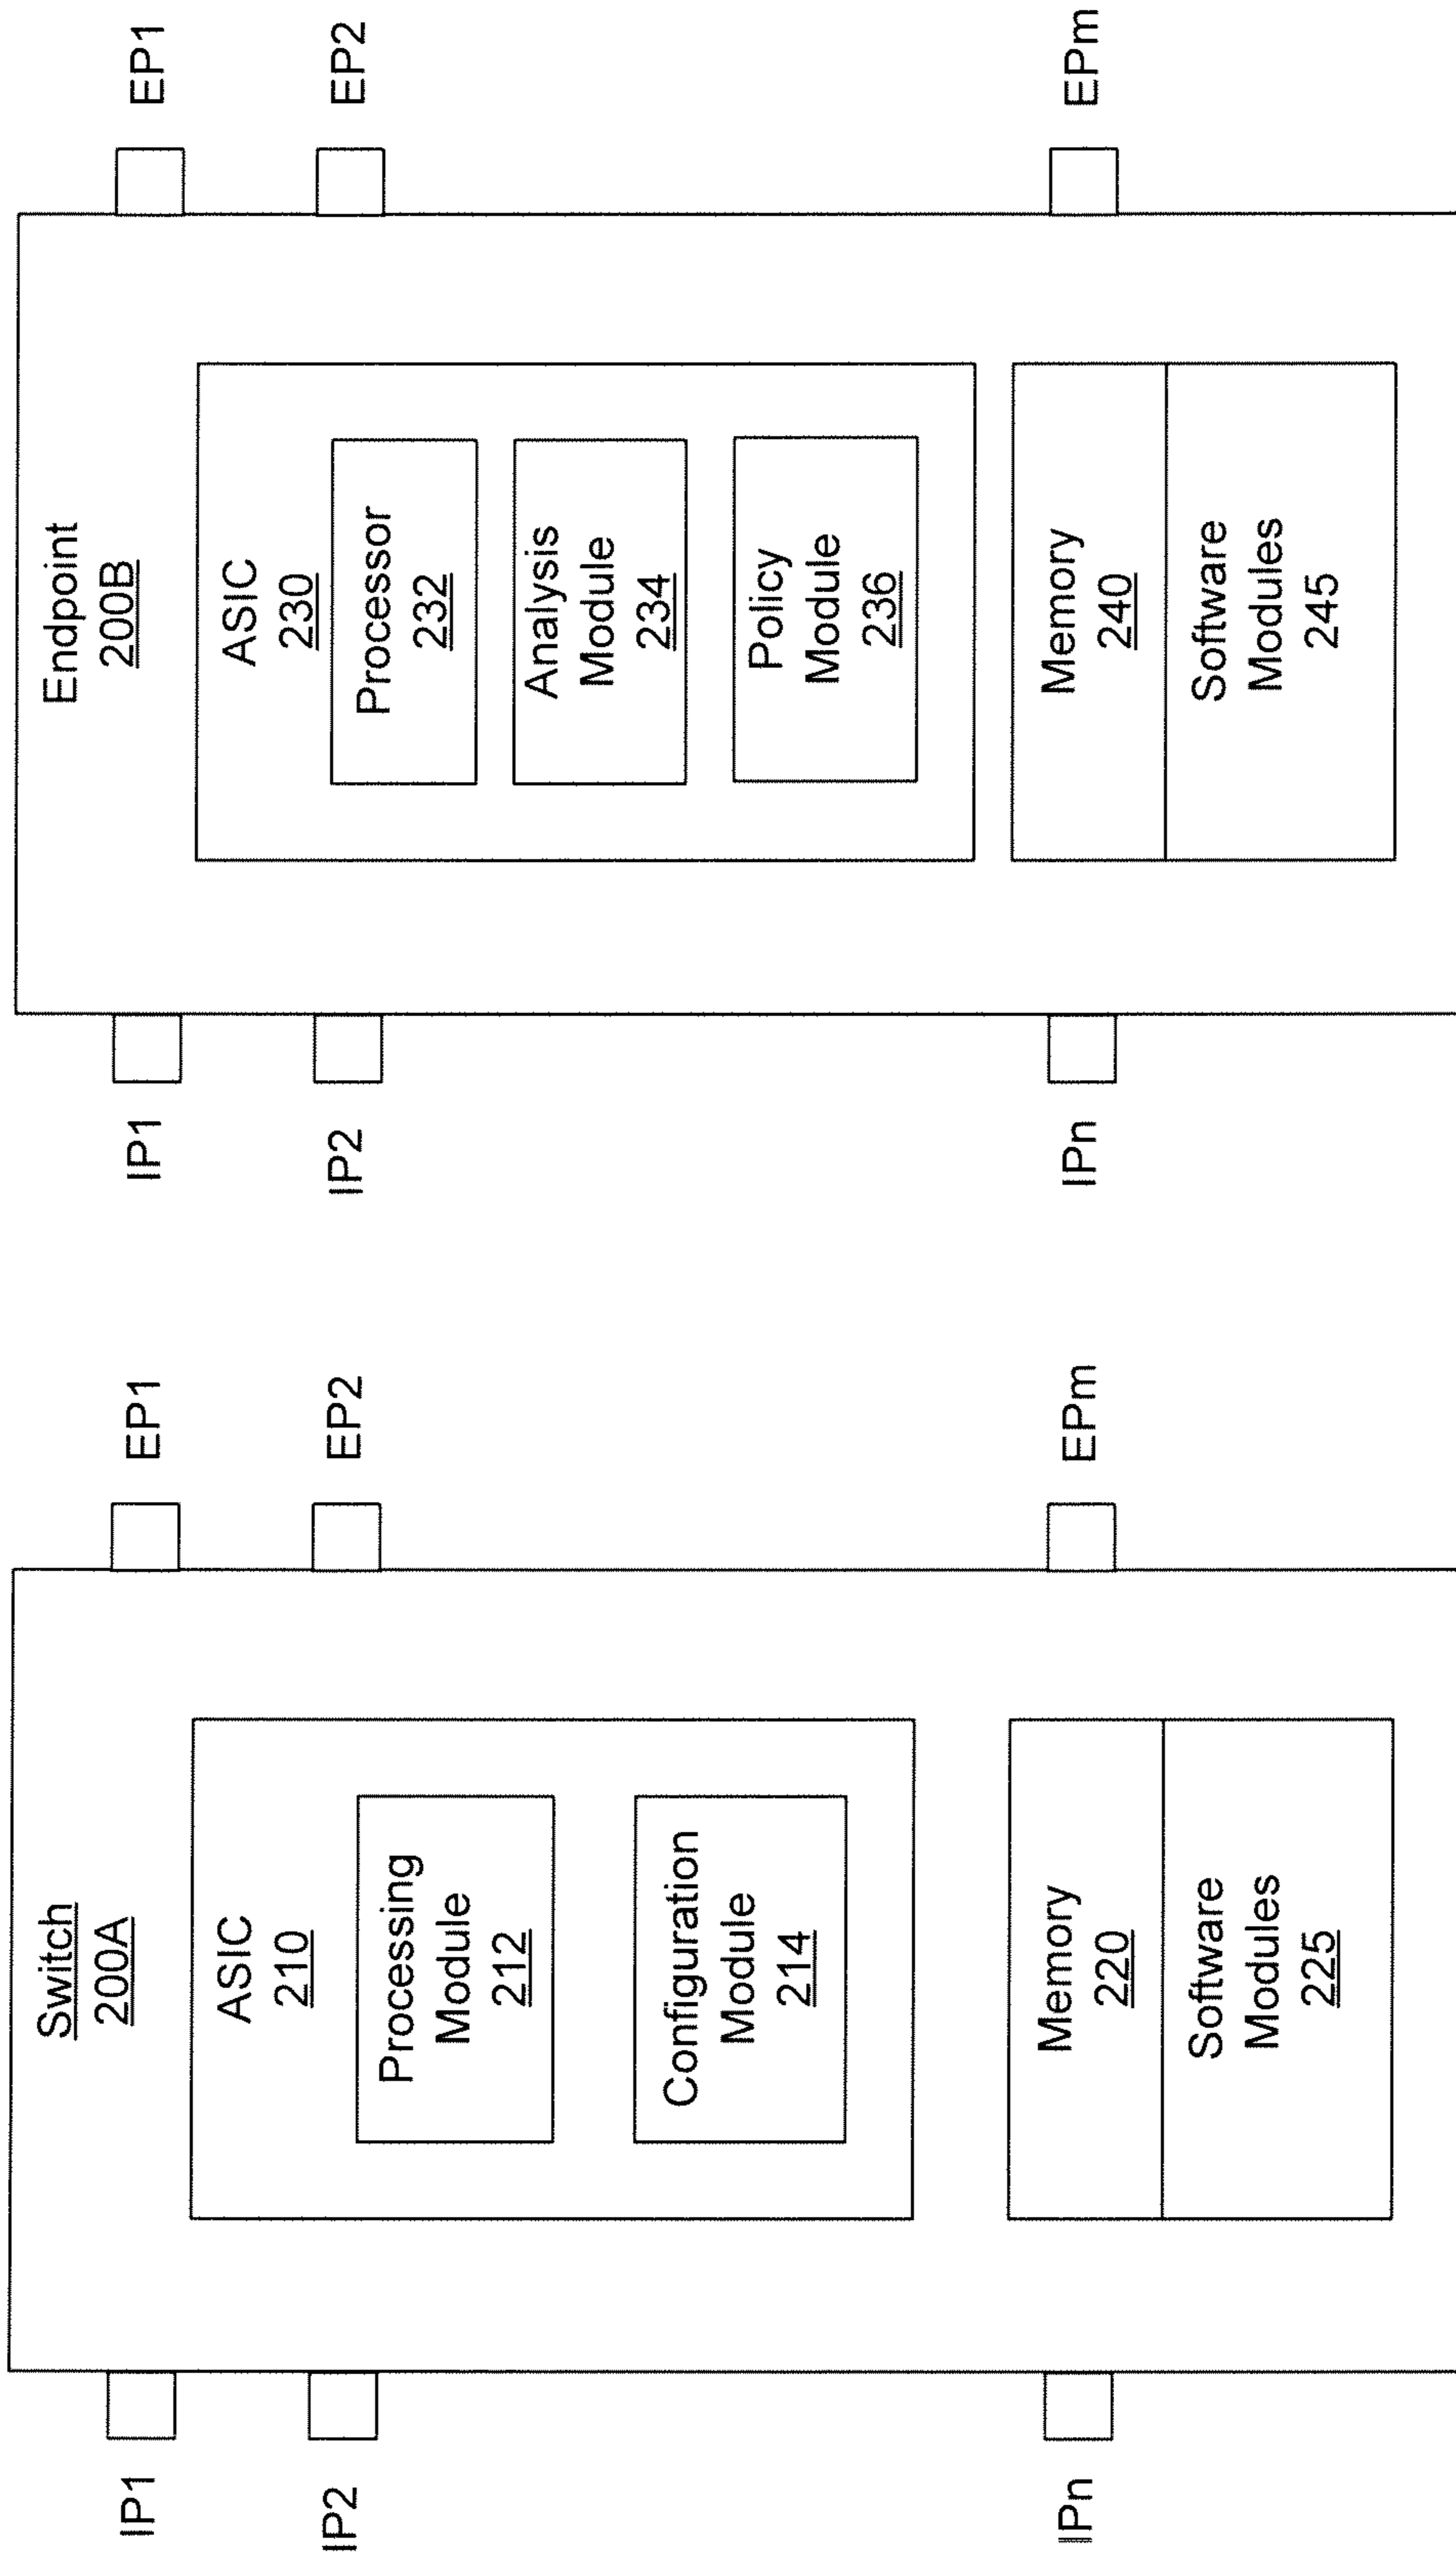 Switch
200A
IP1
EP1
ASIC
210
Processing
Module
212
IP2
EP2
Configuration
Module
214
IPn
EPm
Memory
220
Software
Modules
225
Endpoint
200B
IP1
EP1
ASIC
230
Processor
232
IP2
EP2
Analysis
Module
234
Policy
Module
236
IPn
EPm
Memory
240
Software
Modules
245